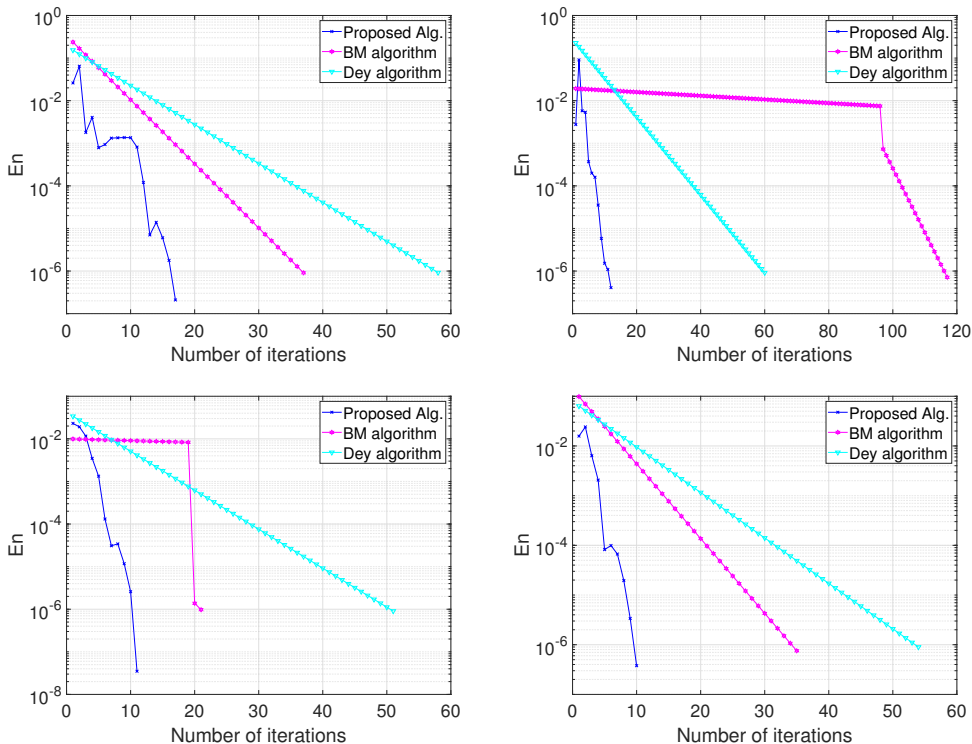 10^0
10^-2
10^-4
10^-6
En
0 10 20 30 40 50 60
Number of iterations
Proposed Alg.
BM algorithm
Dey algorithm
10^0
10^-2
10^-4
10^-6
En
0 20 40 60 80 100 120
Number of iterations
Proposed Alg.
BM algorithm
Dey algorithm
10^-2
10^-4
10^-6
10^-8
En
0 10 20 30 40 50 60
Number of iterations
Proposed Alg.
BM algorithm
Dey algorithm
10^-2
10^-4
10^-6
En
0 10 20 30 40 50 60
Number of iterations
Proposed Alg.
BM algorithm
Dey algorithm